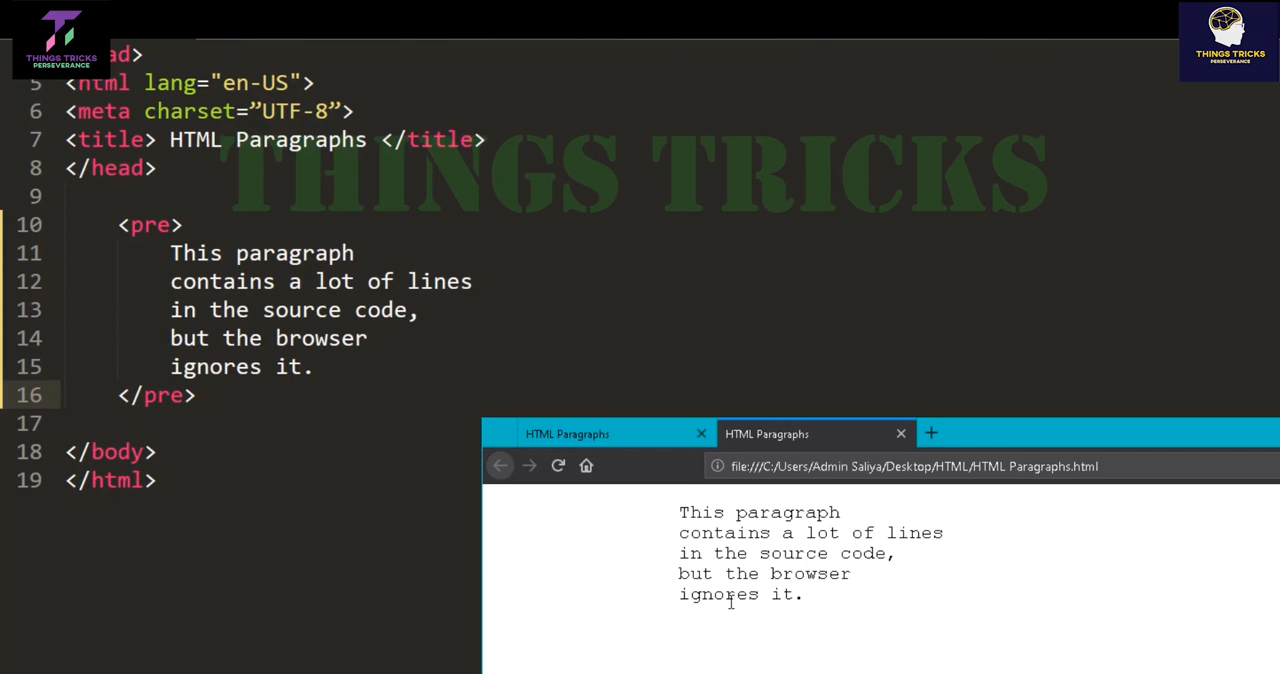 THINGS TRICKS
PERSEVERANCE
THINGS TRICKS
PERSEVERANCE
ad>
5 <html lang="en-US">
6 <meta charset=”UTF-8”>
7 <title> HTML Paragraphs </title>
8 </head>
9
THINGS TRICKS
10 <pre>
11 This paragraph
12 contains a lot of lines
13 in the source code,
14 but the browser
15 ignores it.
16 </pre>
17
18 </body>
19 </html>
HTML Paragraphs
HTML Paragraphs
file:///C:/Users/Admin Saliya/Desktop/HTML/HTML Paragraphs.html
This paragraph
contains a lot of lines
in the source code,
but the browser
ignores it.